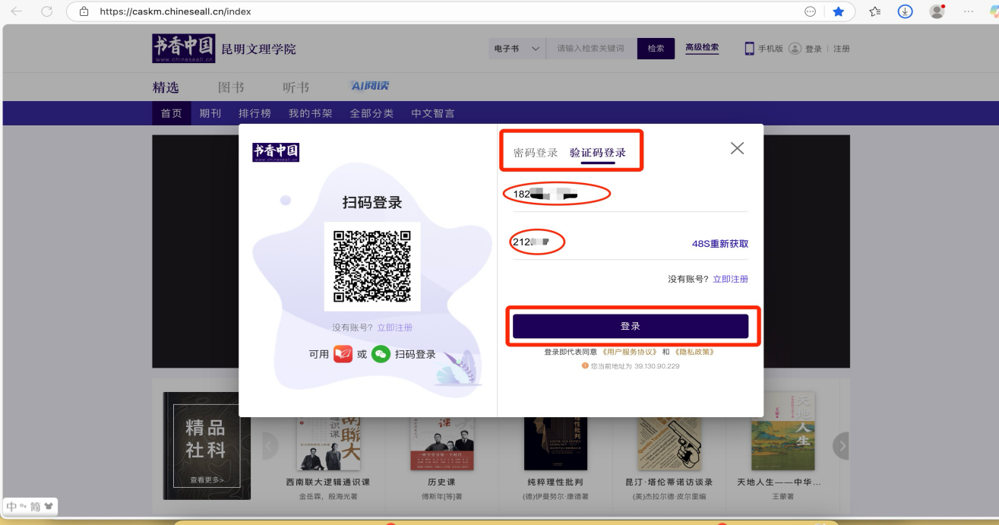 https://caskm.chineseall.cn/index
书香中国
www.chineseall.cn
昆明文理学院
电子书
请输入检索关键词
检索
高级检索
手机版
登录
注册
精选
图书
听书
AI阅读
首页
期刊
排行榜
我的书架
全部分类
中文智言
书香中国
www.chineseall.cn
扫码登录
没有账号? 立即注册
可用 或 扫码登录
密码登录
验证码登录
182
212
48S重新获取
没有账号? 立即注册
登录
登录即代表同意 《用户服务协议》 和 《隐私政策》
您当前地址为 39.130.90.229
精品
社科
查看更多>
西南联大逻辑通识课
金岳霖，殷海光著
历史课
傅斯年[等]著
纯粹理性批判
(德)伊曼努尔·康德著
昆汀·塔伦蒂诺访谈录
(美)杰拉尔德·皮尔里编
天地人生
天地人生——中华...
王蒙著
中 简